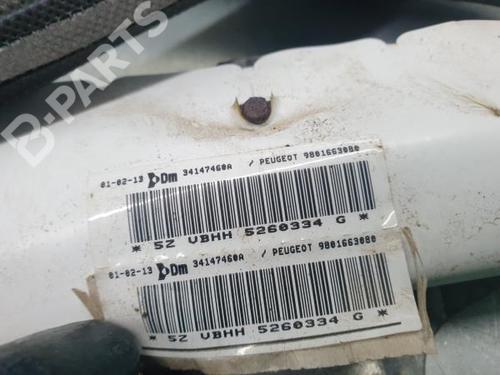 B-PARTS
01-02-13 Dm 34147460A / PEUGEOT 9801663080
* 5Z VBHH 5260334 G *
01-02-13 Dm 34147460A / PEUGEOT 9801663080
* 5Z VBHH 5260334 G *